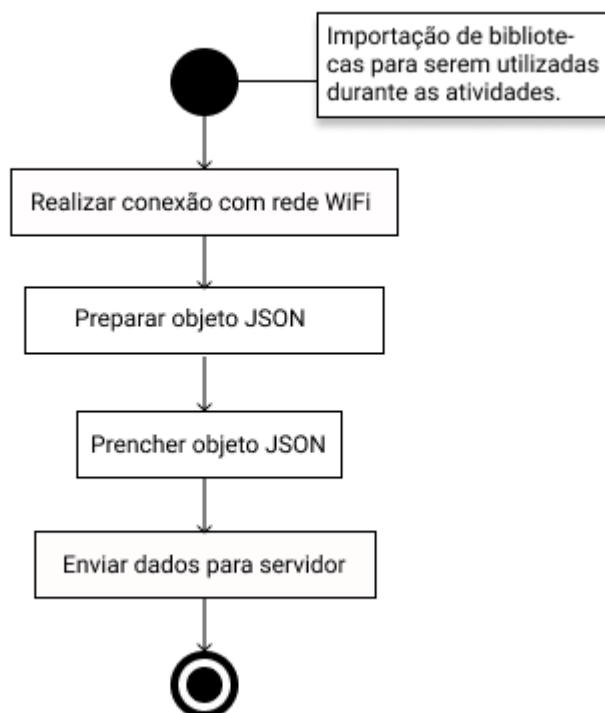 Importação de bibliote-
cas para serem utilizadas
durante as atividades.
Realizar conexão com rede WiFi
Preparar objeto JSON
Prencher objeto JSON
Enviar dados para servidor